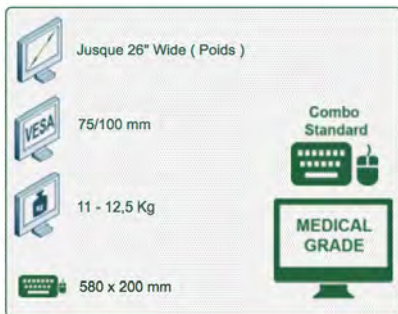 Jusque 26" Wide ( Poids )
VESA
75/100 mm
Combo
Standard
11 - 12,5 Kg
MEDICAL
GRADE
580 x 200 mm